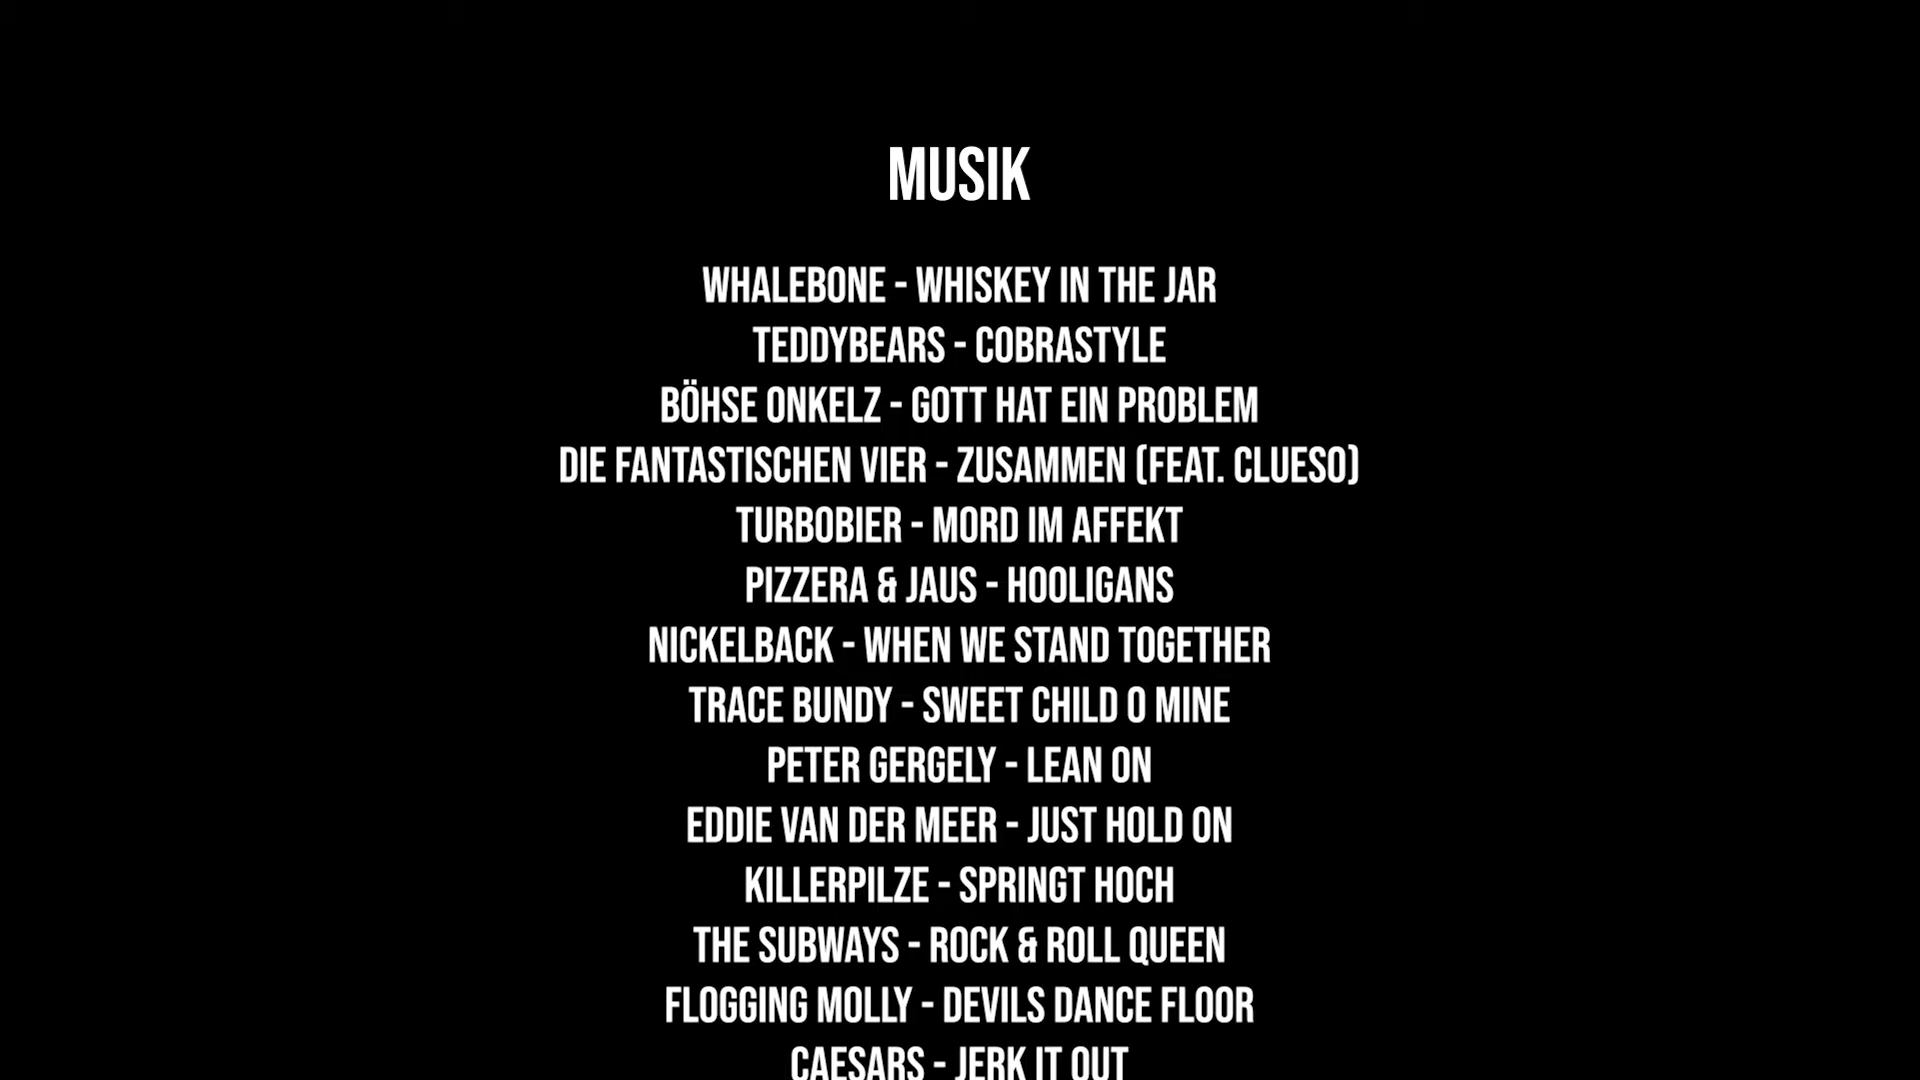 MUSIK
WHALEBONE - WHISKEY IN THE JAR
TEDDYBEARS - COBRASTYLE
BÖHSE ONKELZ - GOTT HAT EIN PROBLEM
DIE FANTASTISCHEN VIER - ZUSAMMEN (FEAT. CLUESO)
TURBOBIER - MORD IM AFFEKT
PIZZERA & JAUS - HOOLIGANS
NICKELBACK - WHEN WE STAND TOGETHER
TRACE BUNDY - SWEET CHILD O MINE
PETER GERGELY - LEAN ON
EDDIE VAN DER MEER - JUST HOLD ON
KILLERPILZE - SPRINGT HOCH
THE SUBWAYS - ROCK & ROLL QUEEN
FLOGGING MOLLY - DEVILS DANCE FLOOR
CAESARS - JERK IT OUT